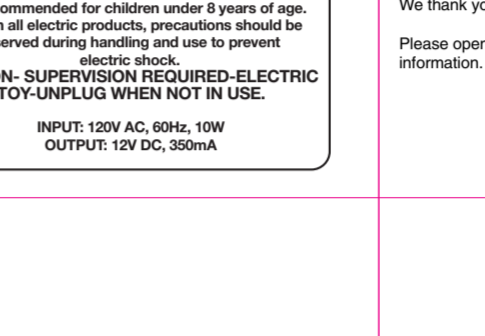 ommended for children under 8 years of age.
all electric products, precautions should be
erved during handling and use to prevent
electric shock.
N- SUPERVISION REQUIRED-ELECTRIC
TOY-UNPLUG WHEN NOT IN USE.
INPUT: 120V AC, 60Hz, 10W
OUTPUT: 12V DC, 350mA
We thank yo
Please oper
information.